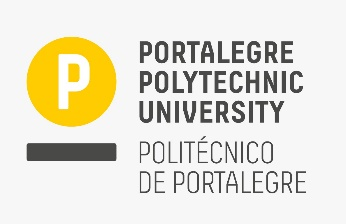 P
PORTALEGRE
POLYTECHNIC
UNIVERSITY
POLITÉCNICO
DE PORTALEGRE